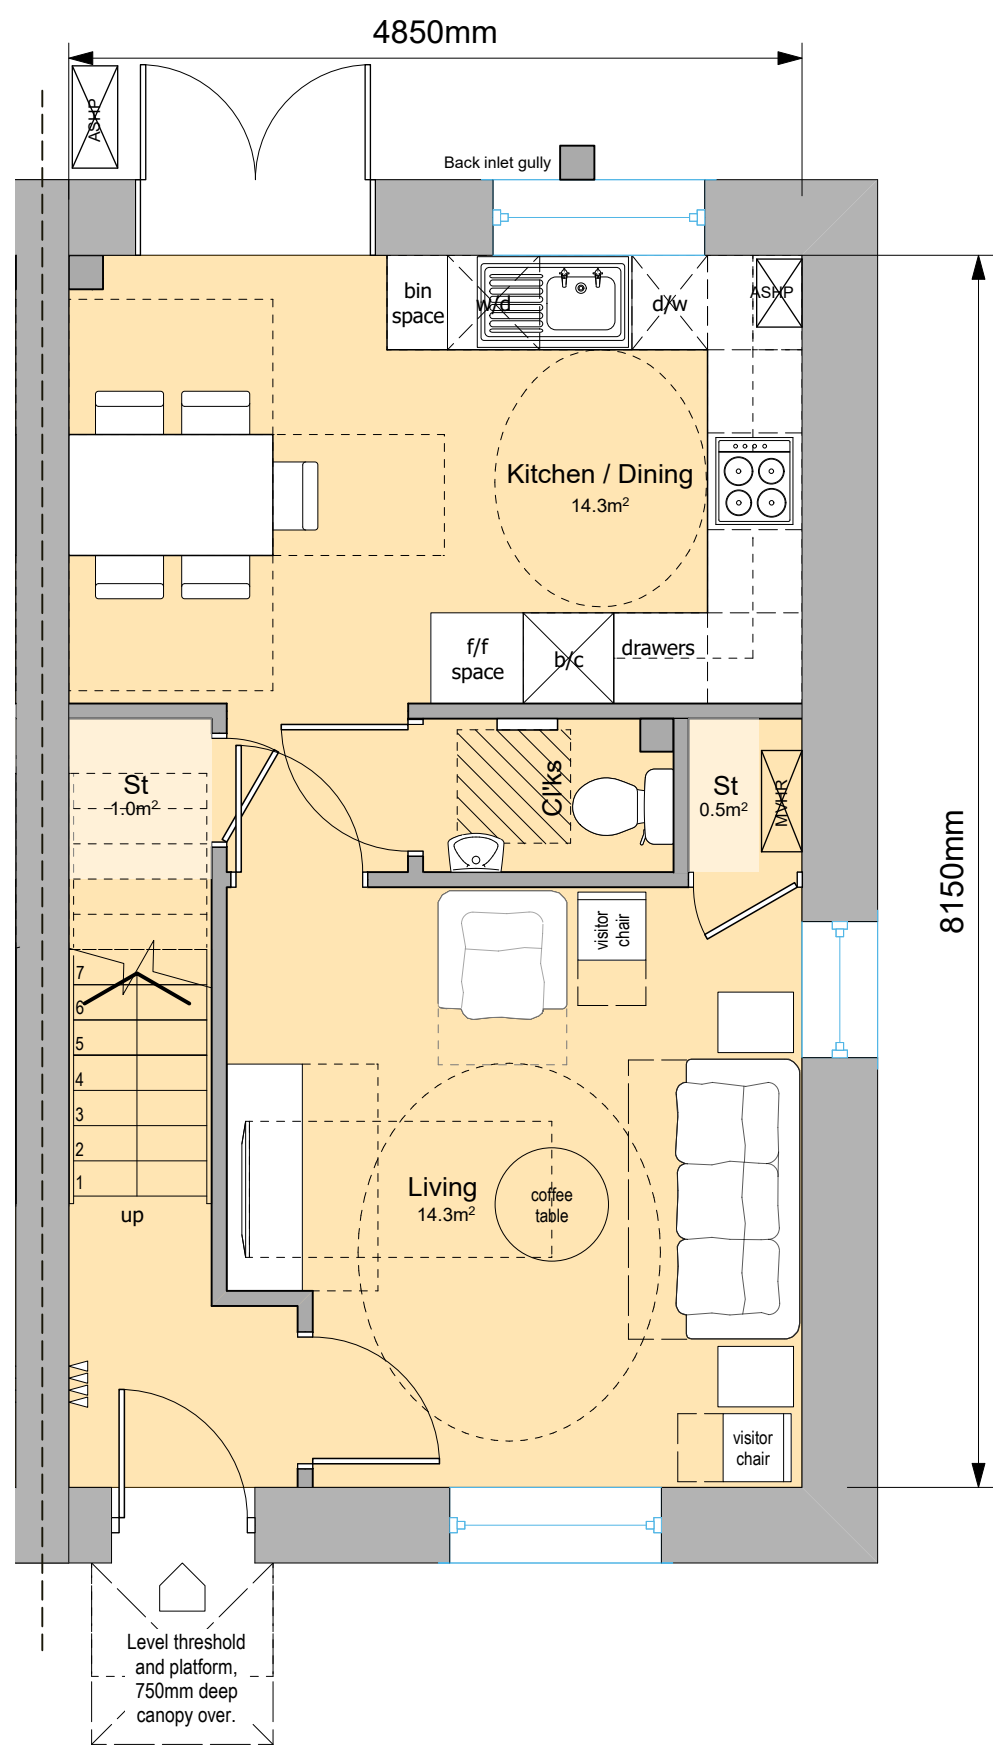 4850mm
ASHP
Back inlet gully
bin
space
w/d
d/w
ASHP
Kitchen / Dining
14.3m²
f/f
space
b/c
drawers
St
1.0m²
Cl'ks
St
0.5m²
MVHR
8150mm
visitor
chair
7
6
5
4
3
2
1
up
Living
14.3m²
coffee
table
visitor
chair
Level threshold
and platform,
750mm deep
canopy over.